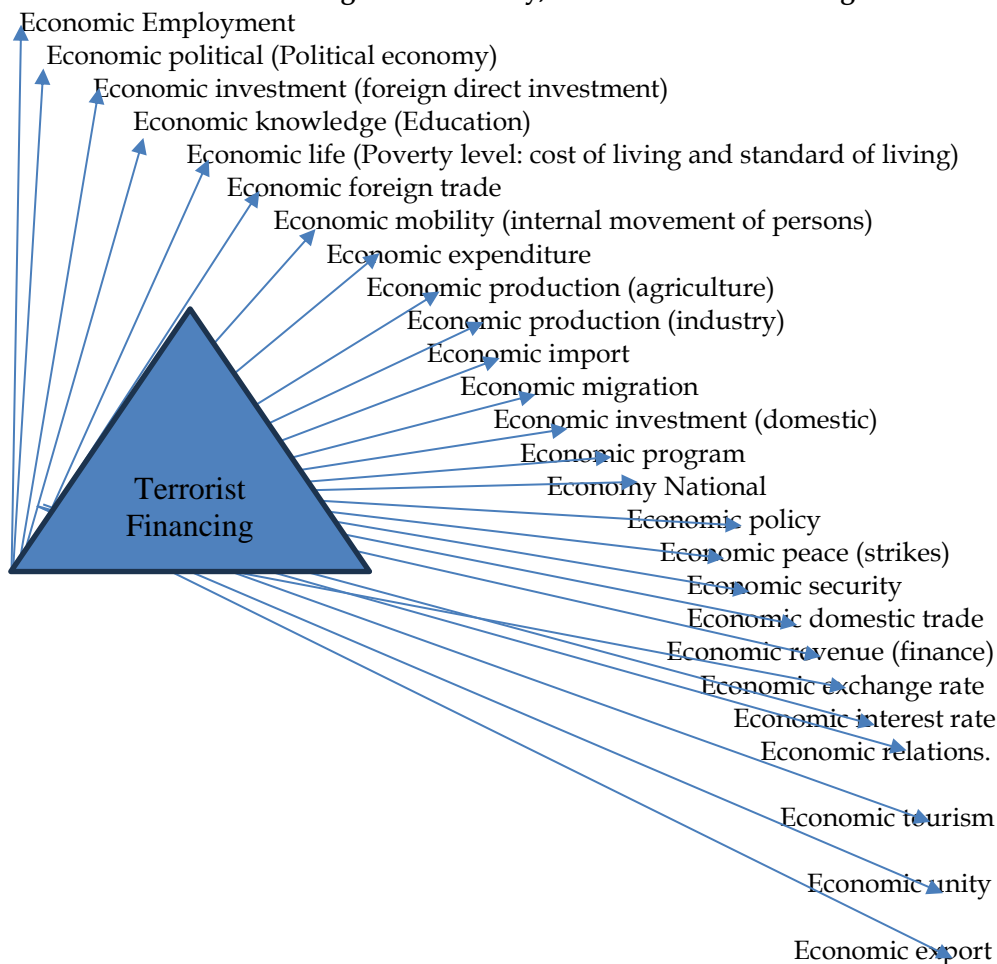 Economic Employment
Economic political (Political economy)
Economic investment (foreign direct investment)
Economic knowledge (Education)
Economic life (Poverty level: cost of living and standard of living)
Economic foreign trade
Economic mobility (internal movement of persons)
Economic expenditure
Economic production (agriculture)
Economic production (industry)
Economic import
Economic migration
Economic investment (domestic)
Economic program
Economy National
Terrorist
Financing
Economic policy
Economic peace (strikes)
Economic security
Economic domestic trade
Economic revenue (finance)
Economic exchange rate
Economic interest rate
Economic relations.
Economic tourism
Economic unity
Economic export